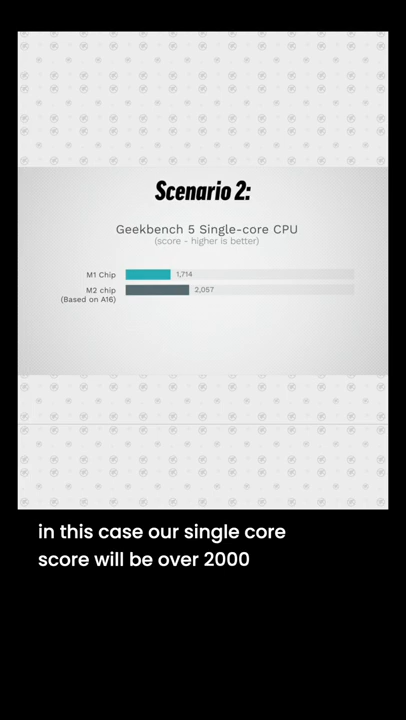 Scenario 2:
Geekbench 5 Single-core CPU
(score - higher is better)
M1 Chip 1,714
M2 chip 2,057
(Based on A16)
in this case our single core
score will be over 2000